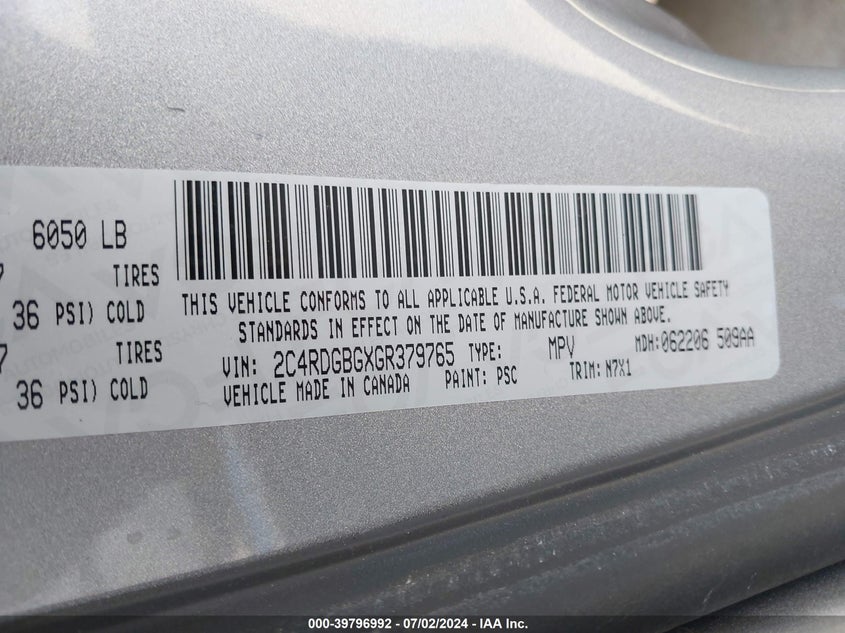 6050 LB
7 TIRES
36 PSI) COLD
7 TIRES
36 PSI) COLD
THIS VEHICLE CONFORMS TO ALL APPLICABLE U.S.A. FEDERAL MOTOR VEHICLE SAFETY
STANDARDS IN EFFECT ON THE DATE OF MANUFACTURE SHOWN ABOVE.
VIN: 2C4RDGBGXGR379765 TYPE: MPV MDH: 062206 509AA
VEHICLE MADE IN CANADA PAINT: PSC TRIM: N7X1
000-39796992 - 07/02/2024 - IAA Inc.